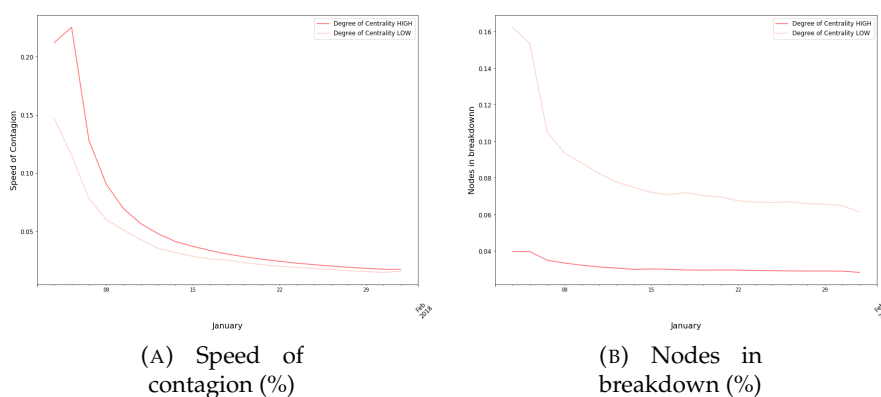 Degree of Centrality HIGH
Degree of Centrality LOW
0.20
0.15
0.10
0.05
Speed of Contagion
08
15
22
29
Feb
2018
January
(A) Speed of
contagion (%)
Degree of Centrality HIGH
Degree of Centrality LOW
0.16
0.14
0.12
0.10
0.08
0.06
0.04
Nodes in breakdownn
08
15
22
29
Feb
January
(B) Nodes in
breakdown (%)